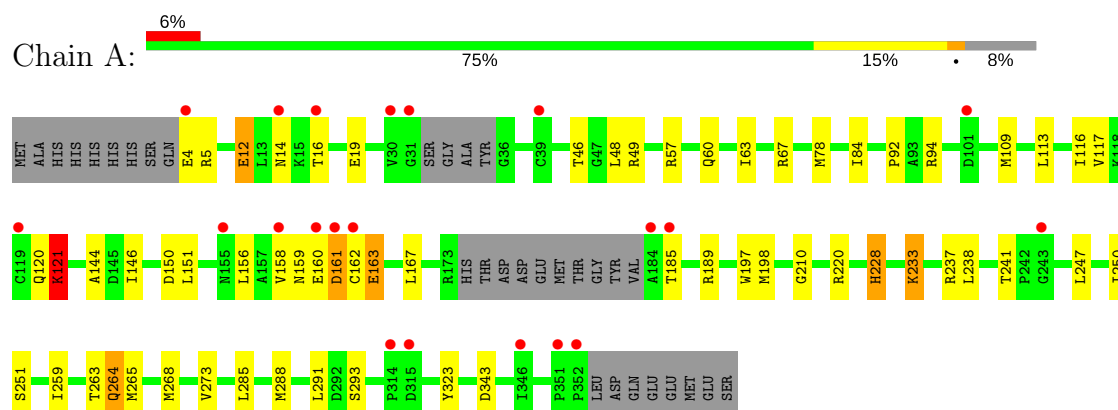 6%
Chain A:
75% 15% • 8%
MET ALA HIS HIS HIS HIS HIS HIS SER GLN E4 R5 E12 L13 N14 K15 T16 E19 V30 G31 SER GLY ALA TYR G36 C39 T46 G47 L48 R49 R57 Q60 I63 R67 M78 I84 P92 A93 R94 D101 M109 L113 I116 V117 K118
C119 Q120 K121 A144 D145 I146 D150 L151 N155 L156 A157 V158 N159 E160 D161 C162 E163 L167 R173 HIS THR ASP ASP GLU MET THR GLY TYR VAL A184 T185 R189 W197 M198 G210 R220 H228 K233 R237 L238 T241 P242 G243 L247 I250
S251 I259 T263 Q264 M265 M268 V273 L285 M288 L291 D292 S293 P314 D315 Y323 D343 I346 P351 P352 LEU ASP GLN GLU GLU MET GLU SER